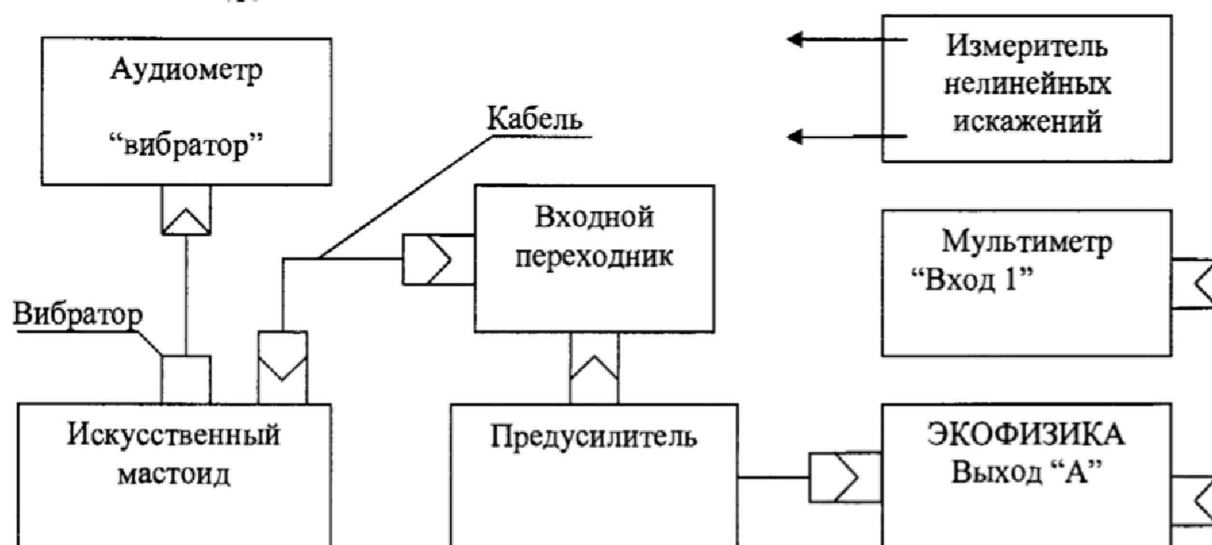 Аудиометр
“вибратор”
Измеритель
нелинейных
искажений
Кабель
Входной
переходник
Мультиметр
“Вход 1”
Вибратор
Искусственный
мастоид
Предусилитель
ЭКОФИЗИКА
Выход “А”